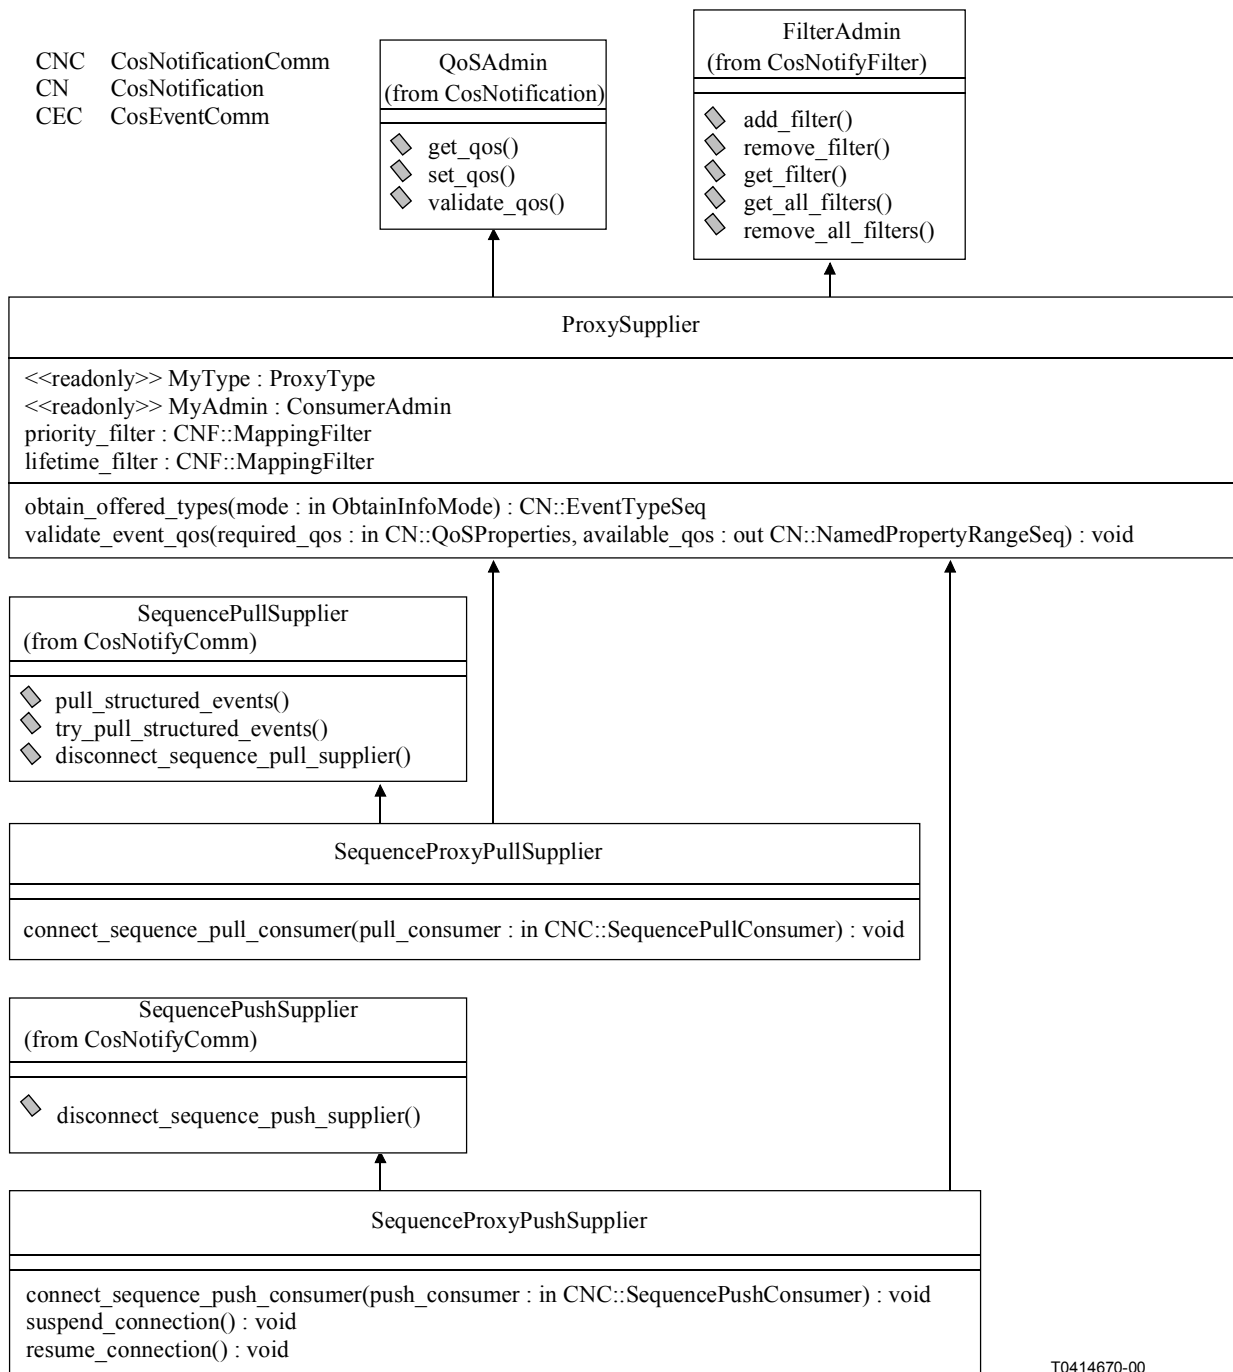 CNC CosNotificationComm
CN CosNotification
CEC CosEventComm
QoSAdmin
(from CosNotification)
get_qos()
set_qos()
validate_qos()
FilterAdmin
(from CosNotifyFilter)
add_filter()
remove_filter()
get_filter()
get_all_filters()
remove_all_filters()
ProxySupplier
<<readonly>> MyType : ProxyType
<<readonly>> MyAdmin : ConsumerAdmin
priority_filter : CNF::MappingFilter
lifetime_filter : CNF::MappingFilter
obtain_offered_types(mode : in ObtainInfoMode) : CN::EventTypeSeq
validate_event_qos(required_qos : in CN::QoSProperties, available_qos : out CN::NamedPropertyRangeSeq) : void
SequencePullSupplier
(from CosNotifyComm)
pull_structured_events()
try_pull_structured_events()
disconnect_sequence_pull_supplier()
SequenceProxyPullSupplier
connect_sequence_pull_consumer(pull_consumer : in CNC::SequencePullConsumer) : void
SequencePushSupplier
(from CosNotifyComm)
disconnect_sequence_push_supplier()
SequenceProxyPushSupplier
connect_sequence_push_consumer(push_consumer : in CNC::SequencePushConsumer) : void
suspend_connection() : void
resume_connection() : void
T0414670-00